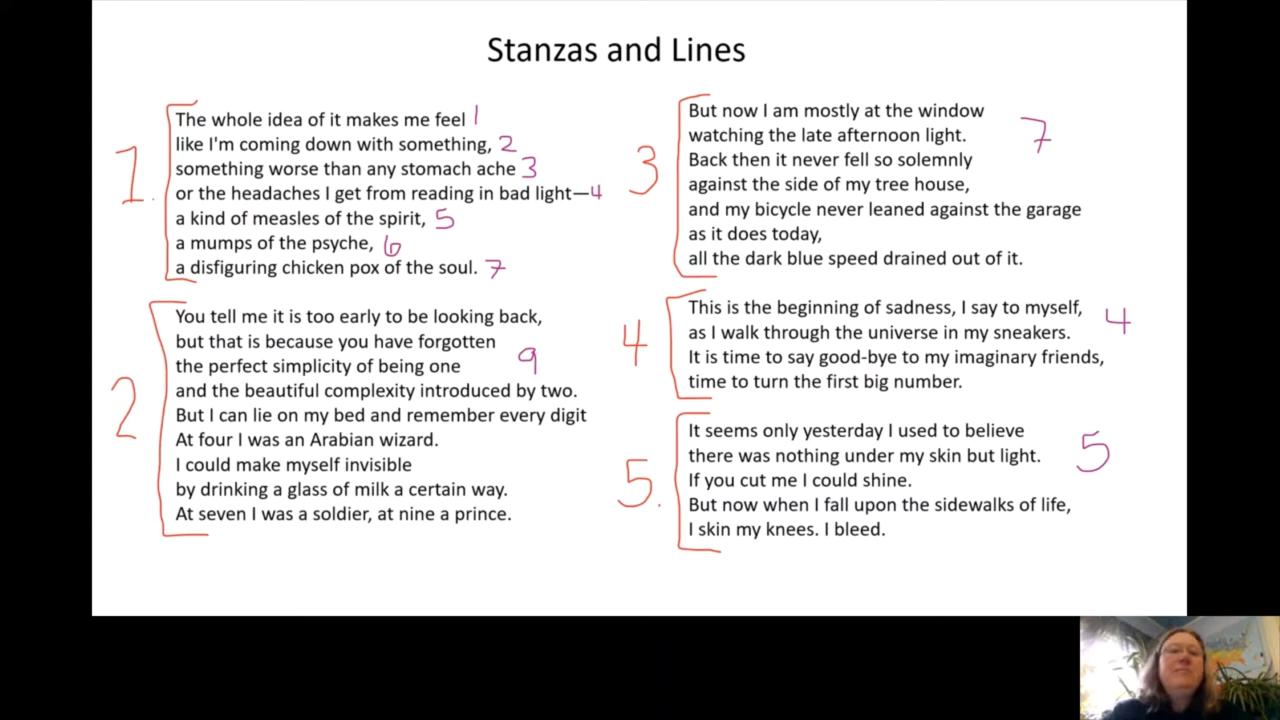 Stanzas and Lines
1.
The whole idea of it makes me feel 1
like I'm coming down with something, 2
something worse than any stomach ache 3
or the headaches I get from reading in bad light—4
a kind of measles of the spirit, 5
a mumps of the psyche, 6
a disfiguring chicken pox of the soul. 7
2
You tell me it is too early to be looking back,
but that is because you have forgotten
the perfect simplicity of being one
9
and the beautiful complexity introduced by two.
But I can lie on my bed and remember every digit
At four I was an Arabian wizard.
I could make myself invisible
by drinking a glass of milk a certain way.
At seven I was a soldier, at nine a prince.
3
But now I am mostly at the window
watching the late afternoon light.
7
Back then it never fell so solemnly
against the side of my tree house,
and my bicycle never leaned against the garage
as it does today,
all the dark blue speed drained out of it.
4
This is the beginning of sadness, I say to myself,
4
as I walk through the universe in my sneakers.
It is time to say good-bye to my imaginary friends,
time to turn the first big number.
5.
It seems only yesterday I used to believe
there was nothing under my skin but light.
5
If you cut me I could shine.
But now when I fall upon the sidewalks of life,
I skin my knees. I bleed.